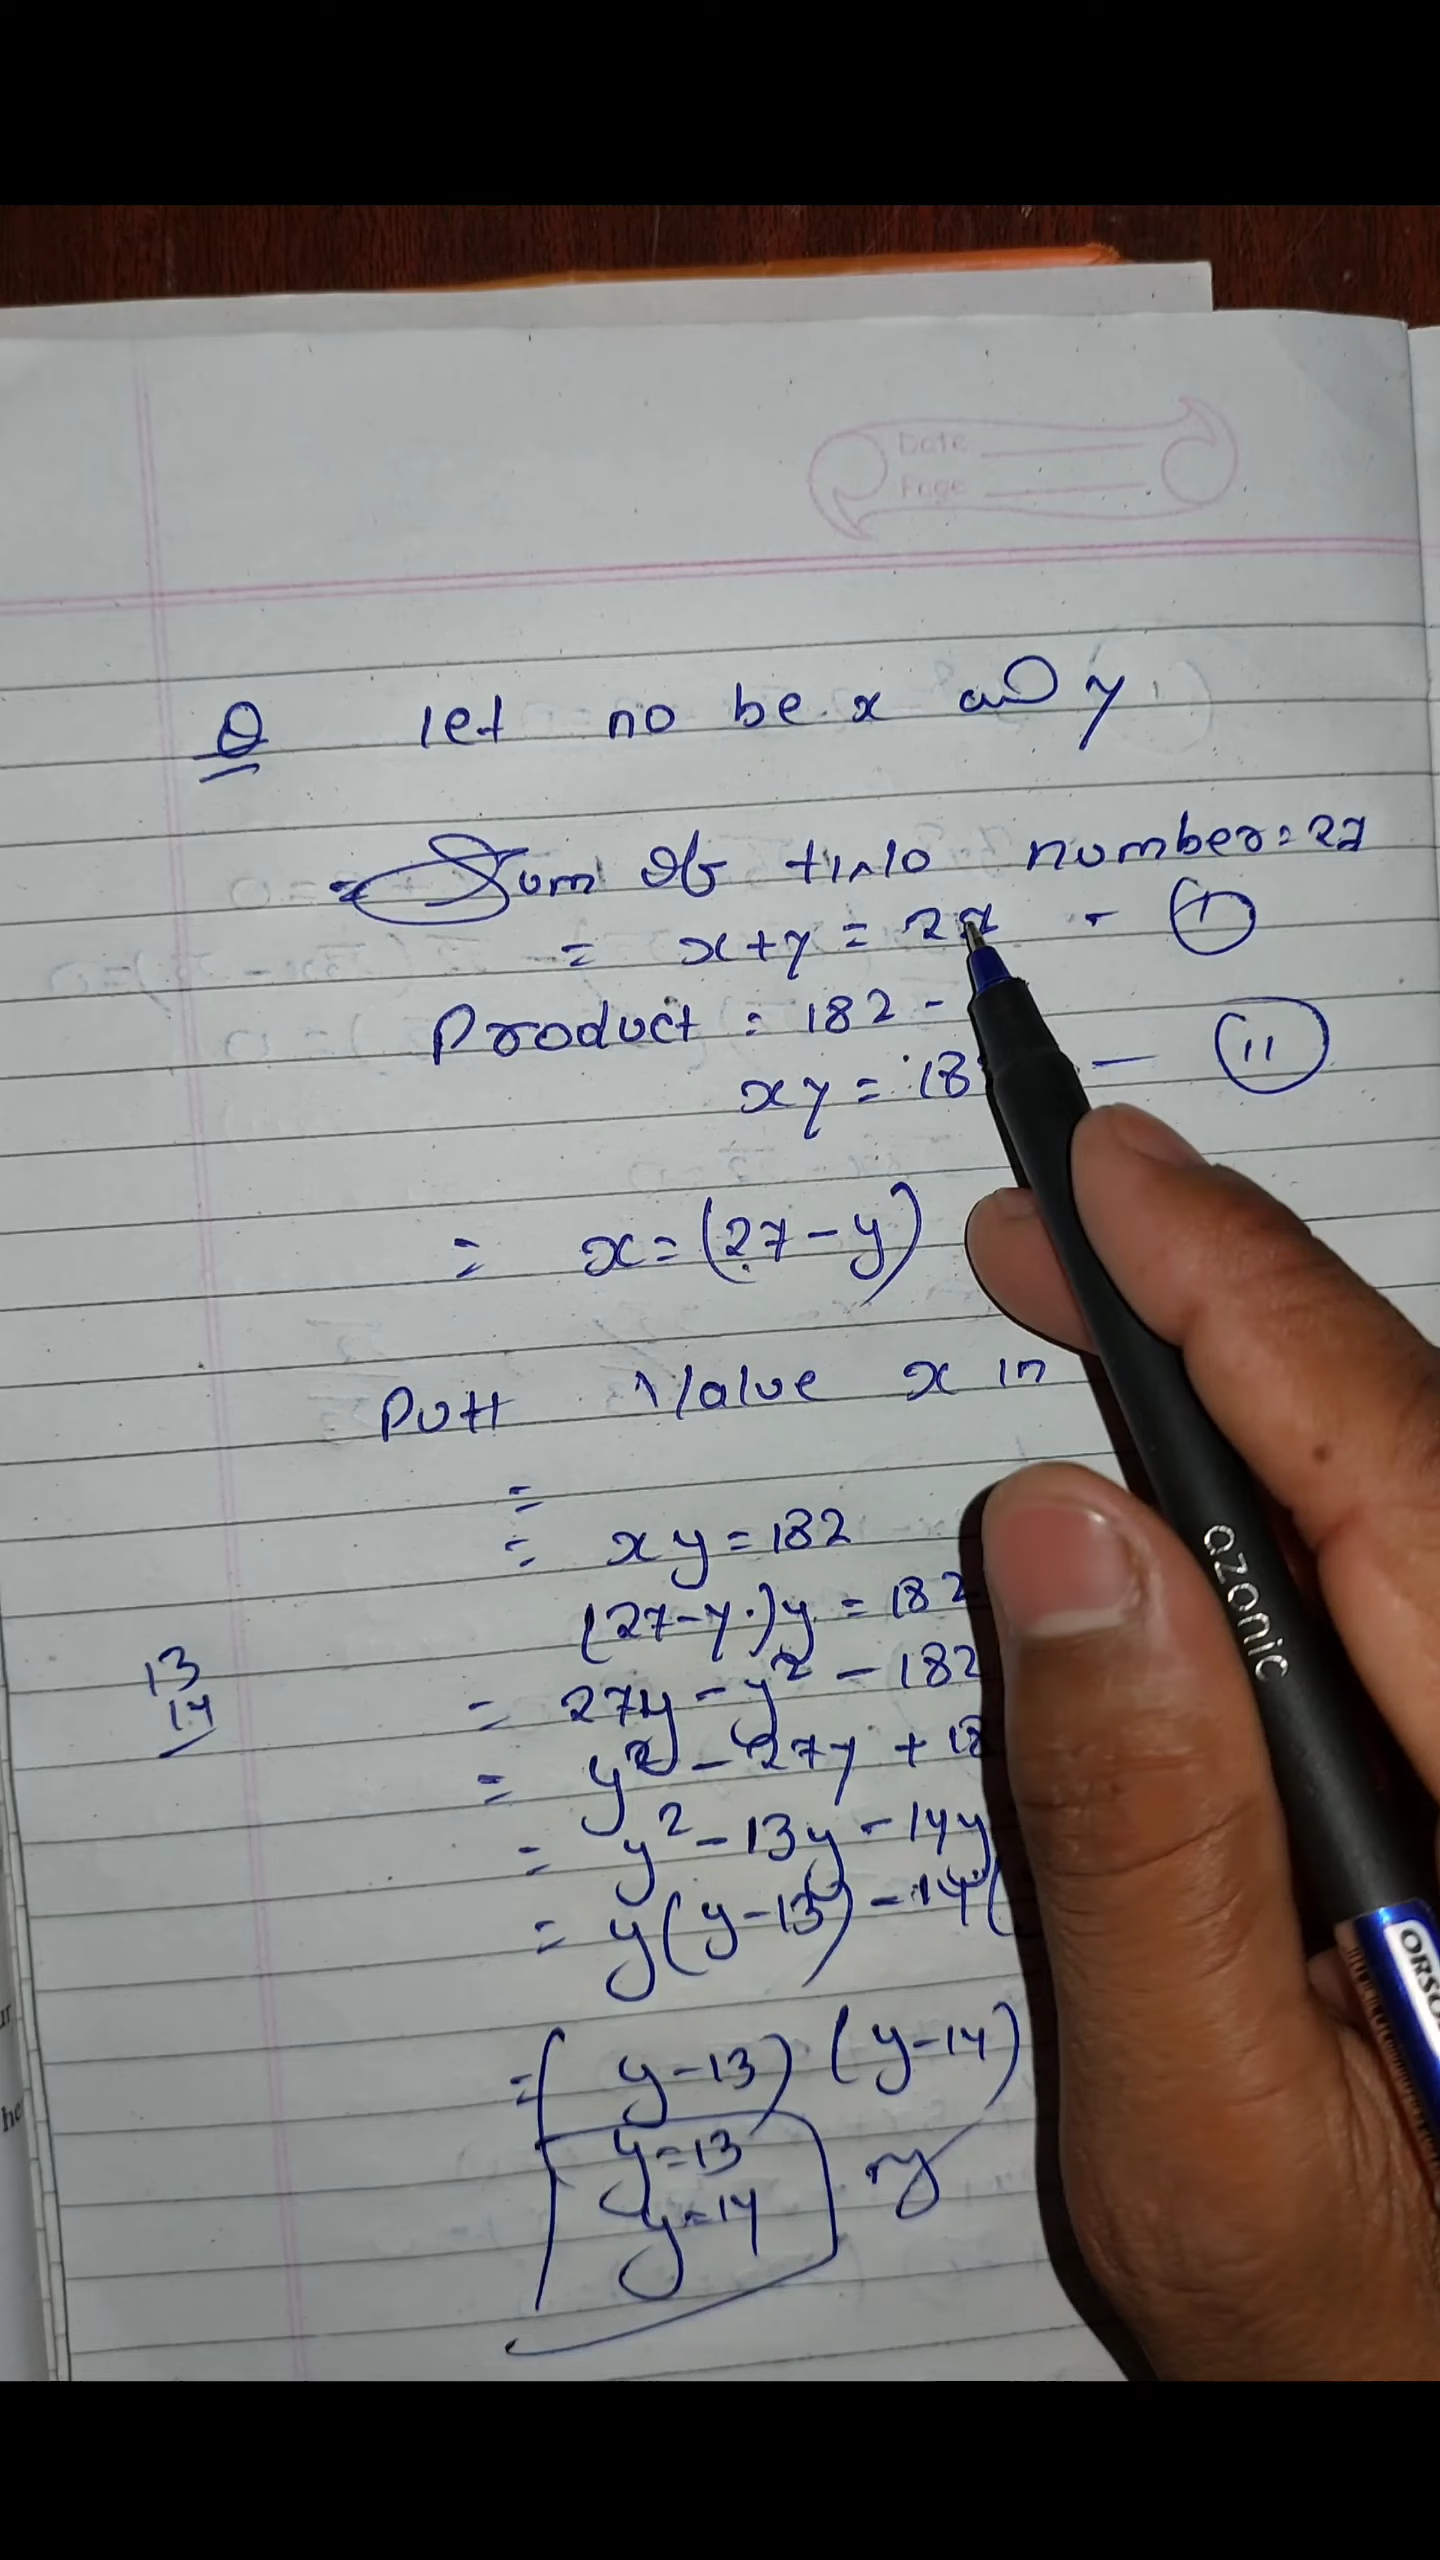 Date
Page
Q let no be x and y
= Sum of two number = 27
= x+y = 27 - (I)
Product = 182 -
xy = 18 — (II)
= x = (27-y)
Putt Value x in
=
= xy = 182
(27-y)y = 182
= 27y - y² - 182
= y² - 27y + 18
13
14
= y² - 13y - 14y
= y(y-13) - 14(
= (y-13) (y-14)
y=13
y=14
azonic
ORSO